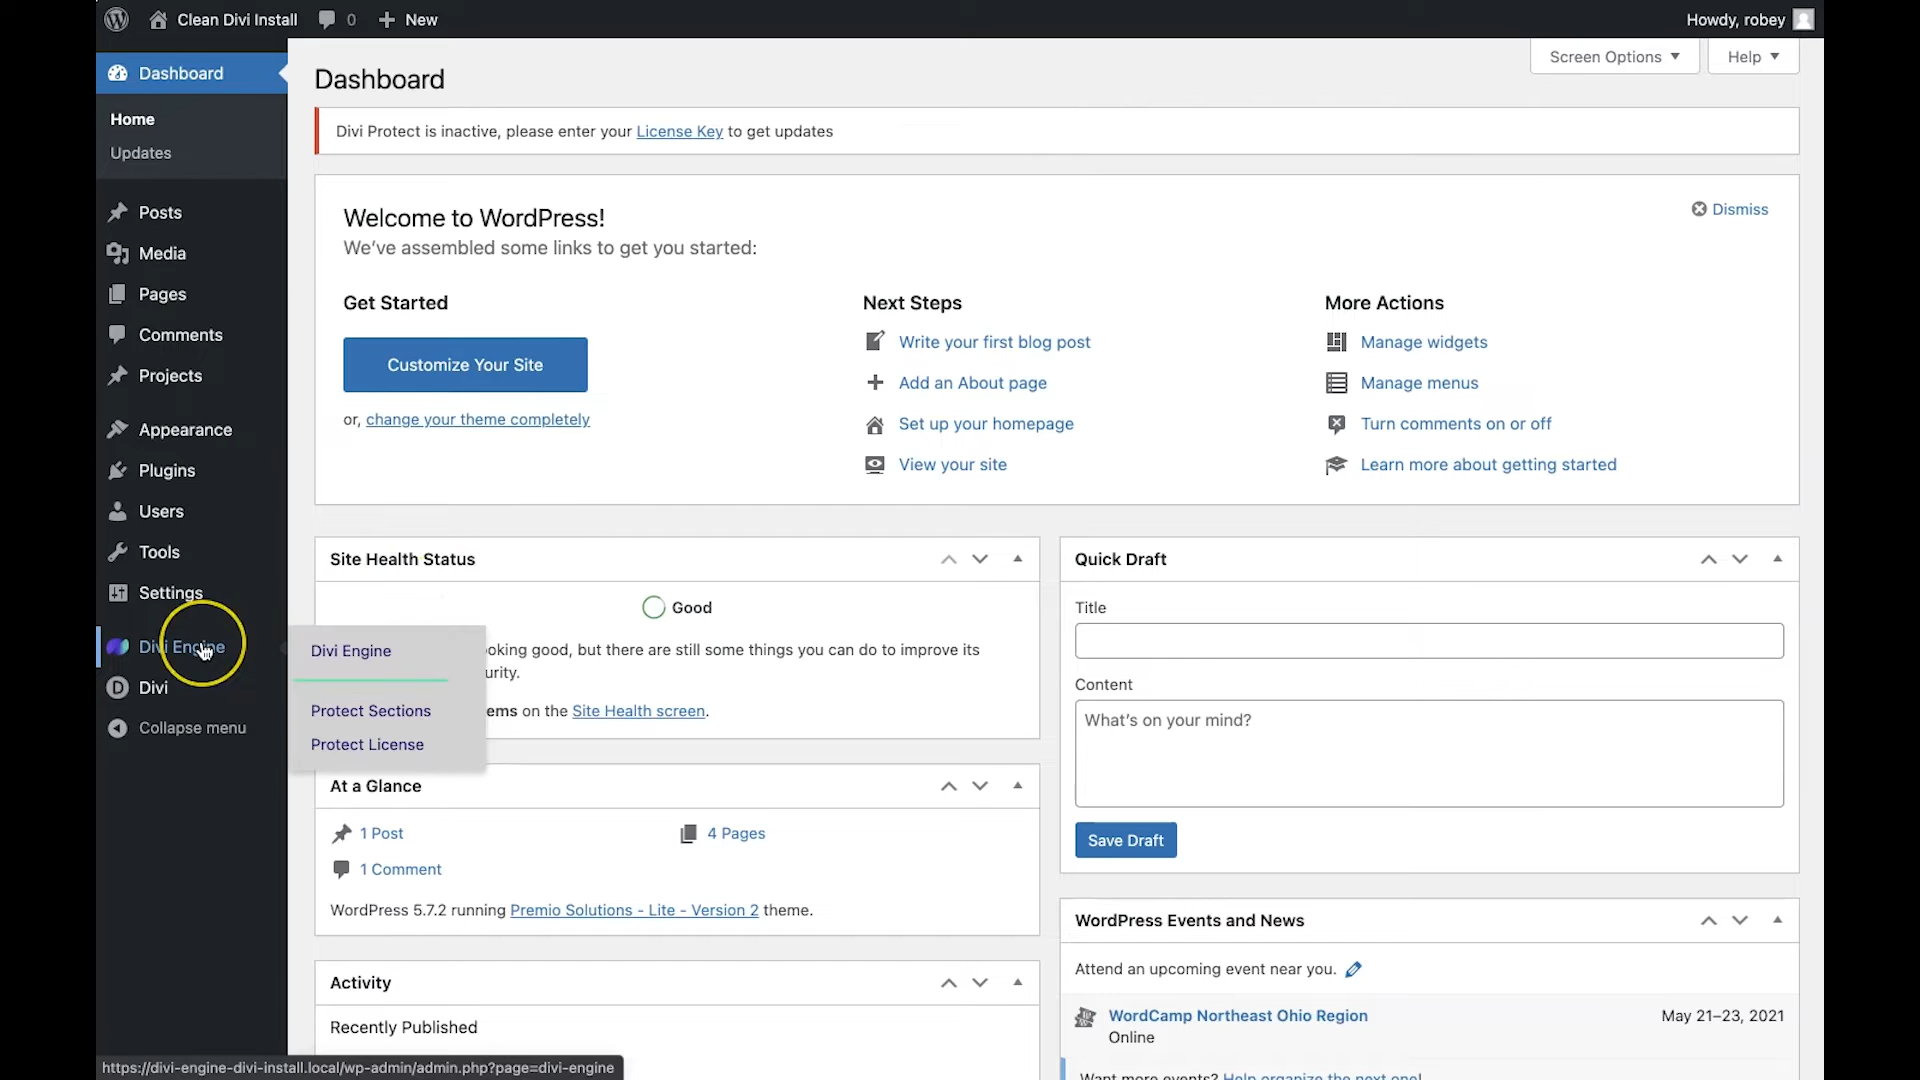 Clean Divi Install 0 New
Howdy, robey
Dashboard
Home
Updates
Posts
Media
Pages
Comments
Projects
Appearance
Plugins
Users
Tools
Settings
Divi Engine
Divi
Collapse menu
Divi Engine
Protect Sections
Protect License
Screen Options
Help
Dashboard
Divi Protect is inactive, please enter your License Key to get updates
Welcome to WordPress!
We've assembled some links to get you started:
Dismiss
Get Started
Customize Your Site
or, change your theme completely
Next Steps
Write your first blog post
Add an About page
Set up your homepage
View your site
More Actions
Manage widgets
Manage menus
Turn comments on or off
Learn more about getting started
Site Health Status
Good
ooking good, but there are still some things you can do to improve its
urity.
ems on the Site Health screen.
At a Glance
1 Post
4 Pages
1 Comment
WordPress 5.7.2 running Premio Solutions - Lite - Version 2 theme.
Activity
Recently Published
Quick Draft
Title
Content
What's on your mind?
Save Draft
WordPress Events and News
Attend an upcoming event near you.
WordCamp Northeast Ohio Region
May 21–23, 2021
Online
Want more events? Help organize the next one!
https://divi-engine-divi-install.local/wp-admin/admin.php?page=divi-engine